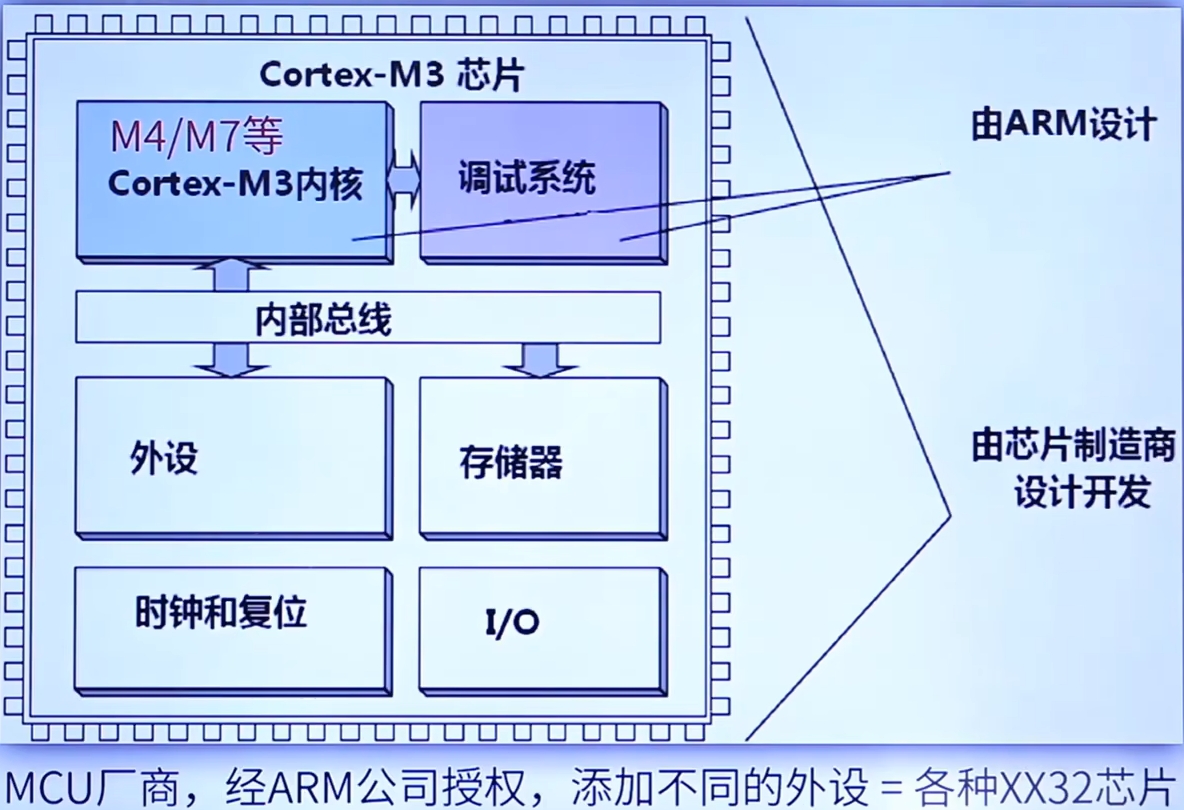 Cortex-M3 芯片
M4/M7等
Cortex-M3内核
调试系统
由ARM设计
内部总线
外设
存储器
由芯片制造商
设计开发
时钟和复位
I/O
MCU厂商，经ARM公司授权，添加不同的外设 = 各种XX32芯片